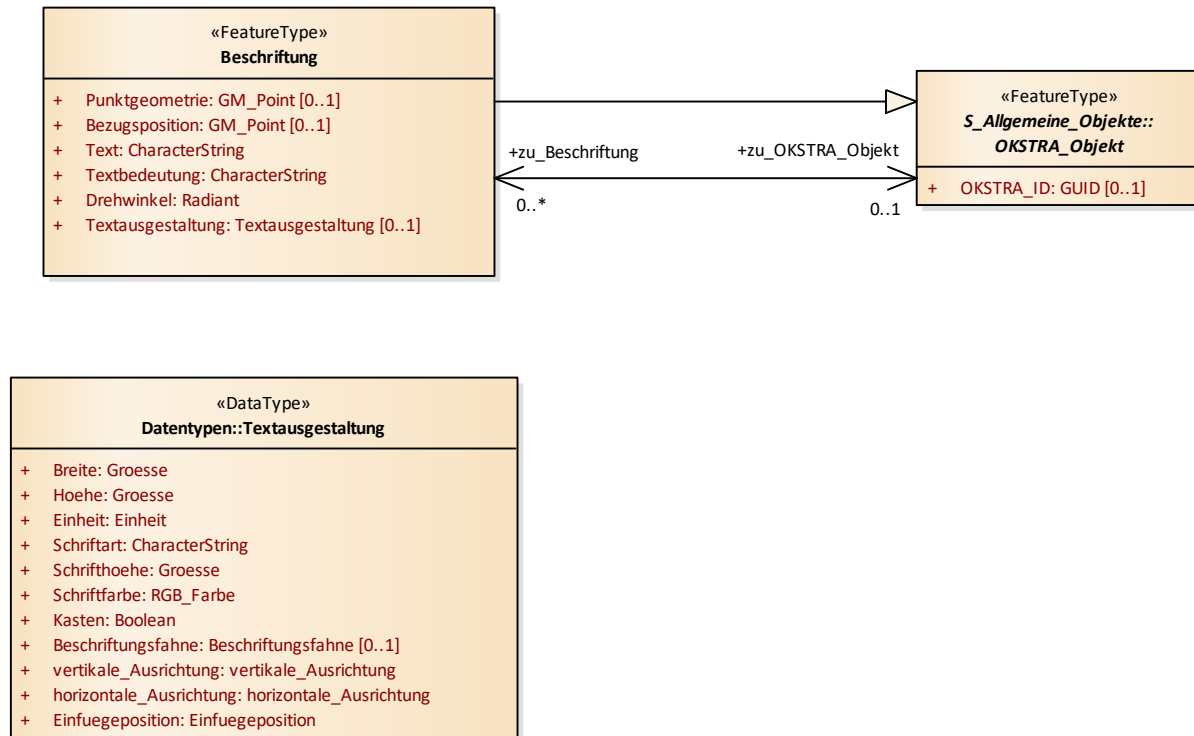 «FeatureType»
Beschriftung
+ Punktgeometrie: GM_Point [0..1]
+ Bezugsposition: GM_Point [0..1]
+ Text: CharacterString
+ Textbedeutung: CharacterString
+ Drehwinkel: Radiant
+ Textausgestaltung: Textausgestaltung [0..1]
+zu_Beschriftung
0..*
+zu_OKSTRA_Objekt
0..1
«FeatureType»
S_Allgemeine_Objekte::
OKSTRA_Objekt
+ OKSTRA_ID: GUID [0..1]
«DataType»
Datentypen::Textausgestaltung
+ Breite: Groesse
+ Hoehe: Groesse
+ Einheit: Einheit
+ Schriftart: CharacterString
+ Schrifthoehe: Groesse
+ Schriftfarbe: RGB_Farbe
+ Kasten: Boolean
+ Beschriftungsfahne: Beschriftungsfahne [0..1]
+ vertikale_Ausrichtung: vertikale_Ausrichtung
+ horizontale_Ausrichtung: horizontale_Ausrichtung
+ Einfuegeposition: Einfuegeposition